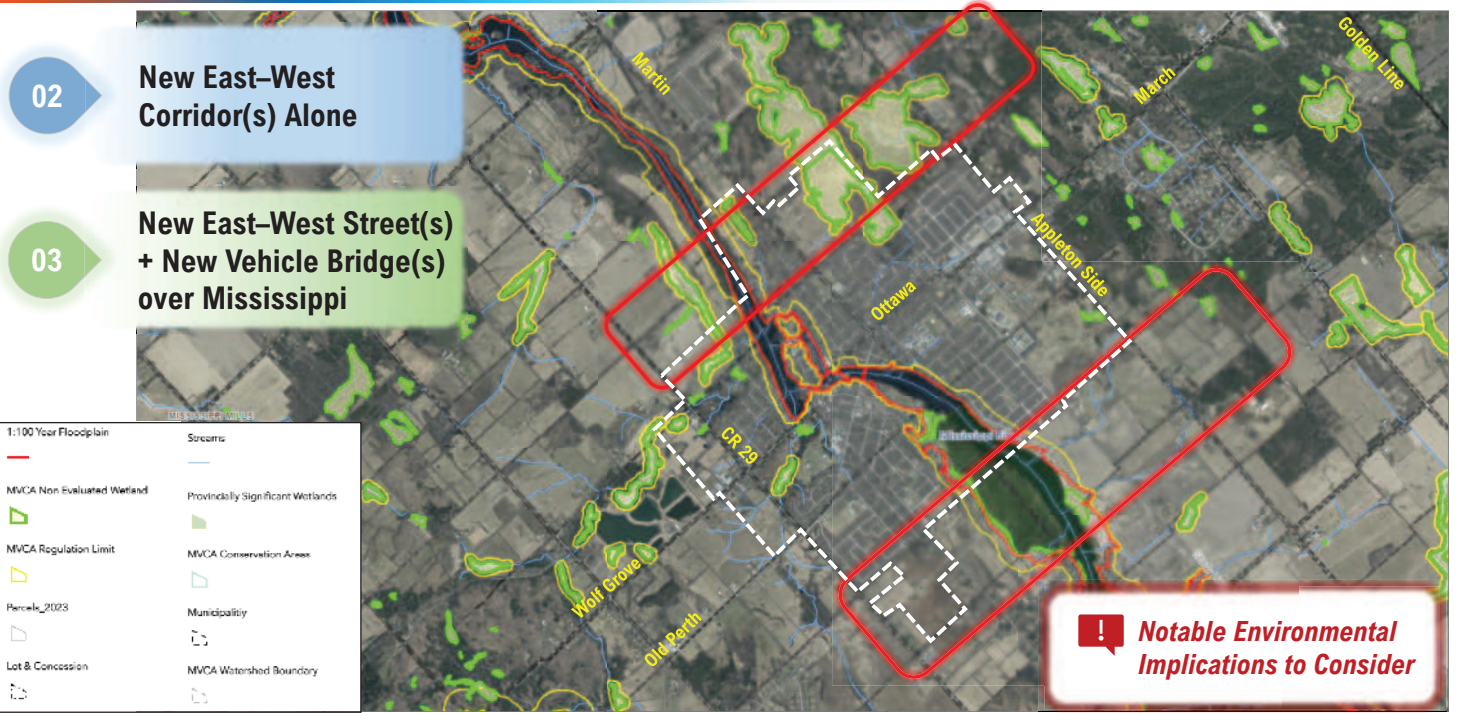 02
New East–West
Corridor(s) Alone
03
New East–West Street(s)
+ New Vehicle Bridge(s)
over Mississippi
Martin
March
Golden Line
Appleton Side
Ottawa
CR 29
Wolf Grove
Old Perth
MISSISSIPPI MILLS
1:100 Year Floodplain
Streams
MVCA Non Evaluated Wetland
Provincially Significant Wetlands
MVCA Regulation Limit
MVCA Conservation Areas
Parcels_2023
Municipalitiy
Lot & Concession
MVCA Watershed Boundary
!
Notable Environmental
Implications to Consider